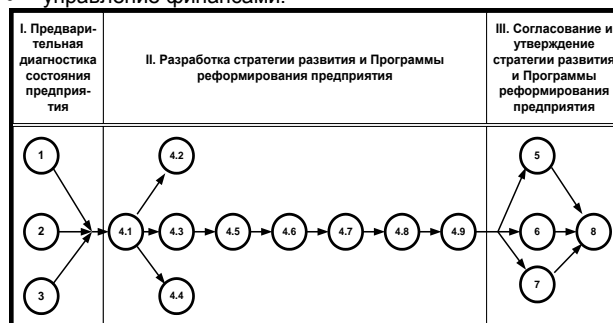 управление финансами.
I. Предвари-
тельная
диагностика
состояния
предприя-
тия
II. Разработка стратегии развития и Программы
реформирования предприятия
III. Согласование и
утверждение
стратегии развития
и Программы
реформирования
предприятия
1
2
3
4.1
4.2
4.3
4.4
4.5
4.6
4.7
4.8
4.9
5
6
7
8